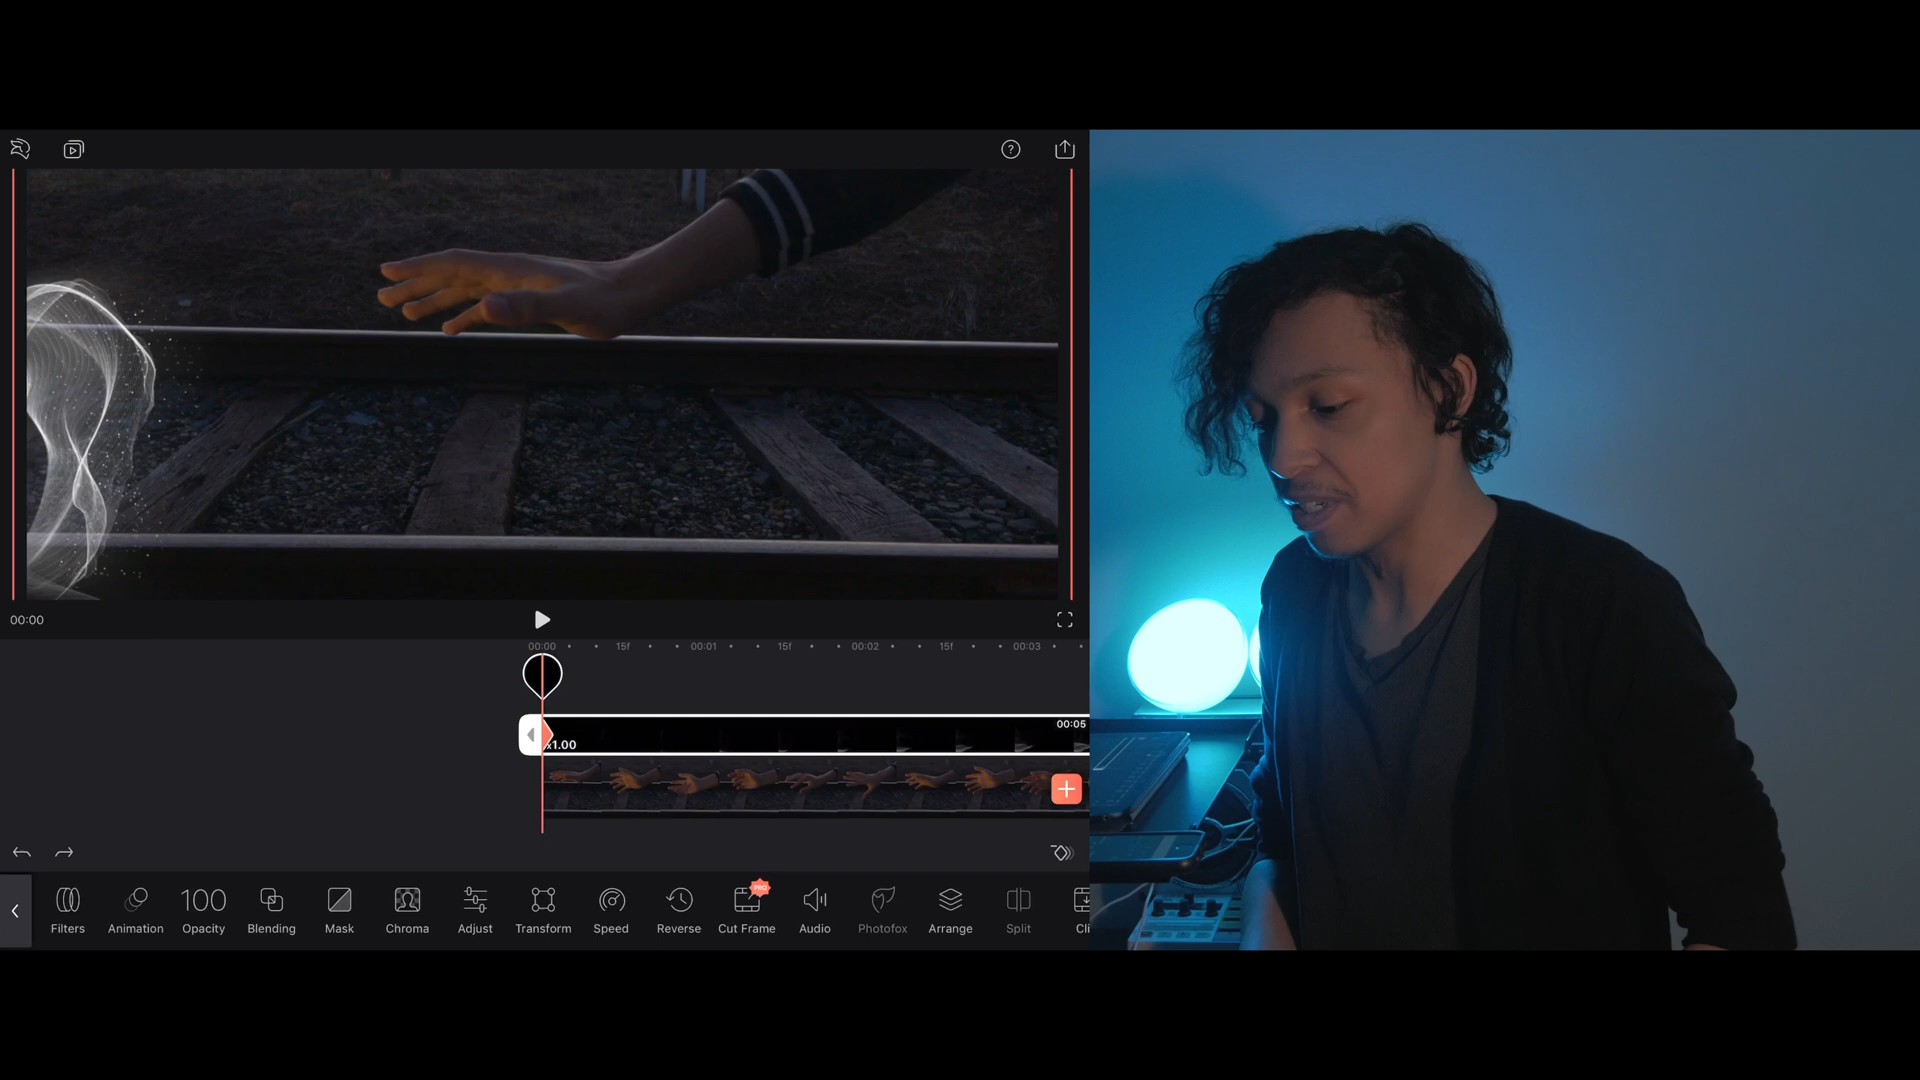 ?
00:00
00:00 15f 00:01 15f 00:02 15f 00:03
00:05
x1.00
PRO
100
Filters Animation Opacity Blending Mask Chroma Adjust Transform Speed Reverse Cut Frame Audio Photofox Arrange Split Cli